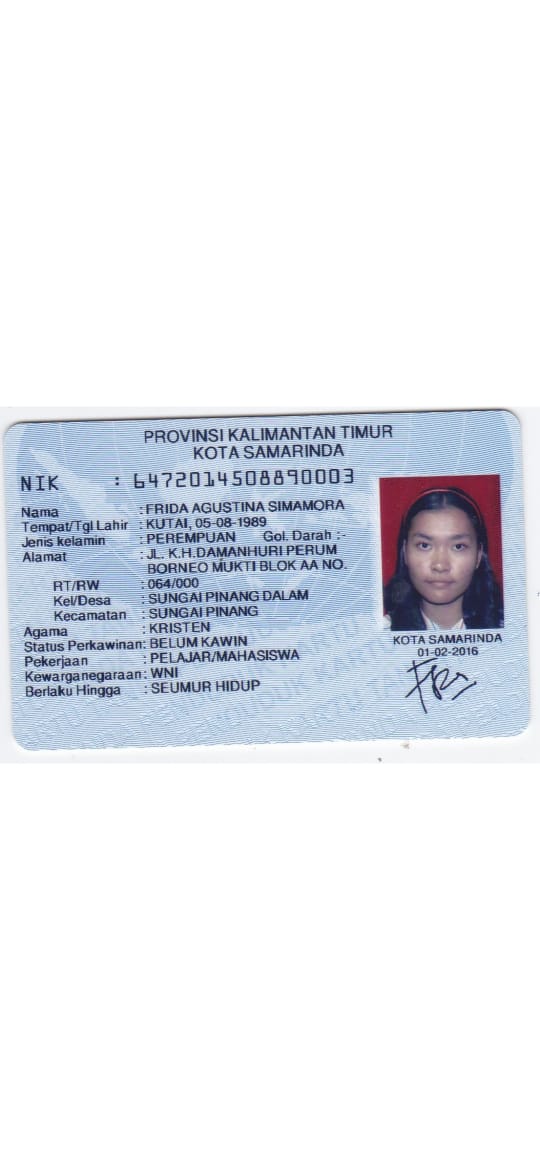 PROVINSI KALIMANTAN TIMUR
KOTA SAMARINDA
NIK : 6472014508890003
Nama : FRIDA AGUSTINA SIMAMORA
Tempat/Tgl Lahir : KUTAI, 05-08-1989
Jenis kelamin : PEREMPUAN Gol. Darah :-
Alamat : JL. K.H.DAMANHURI PERUM
BORNEO MUKTI BLOK AA NO.
RT/RW : 064/000
Kel/Desa : SUNGAI PINANG DALAM
Kecamatan : SUNGAI PINANG
Agama : KRISTEN
Status Perkawinan: BELUM KAWIN
Pekerjaan : PELAJAR/MAHASISWA
Kewarganegaraan: WNI
Berlaku Hingga : SEUMUR HIDUP
KOTA SAMARINDA
01-02-2016